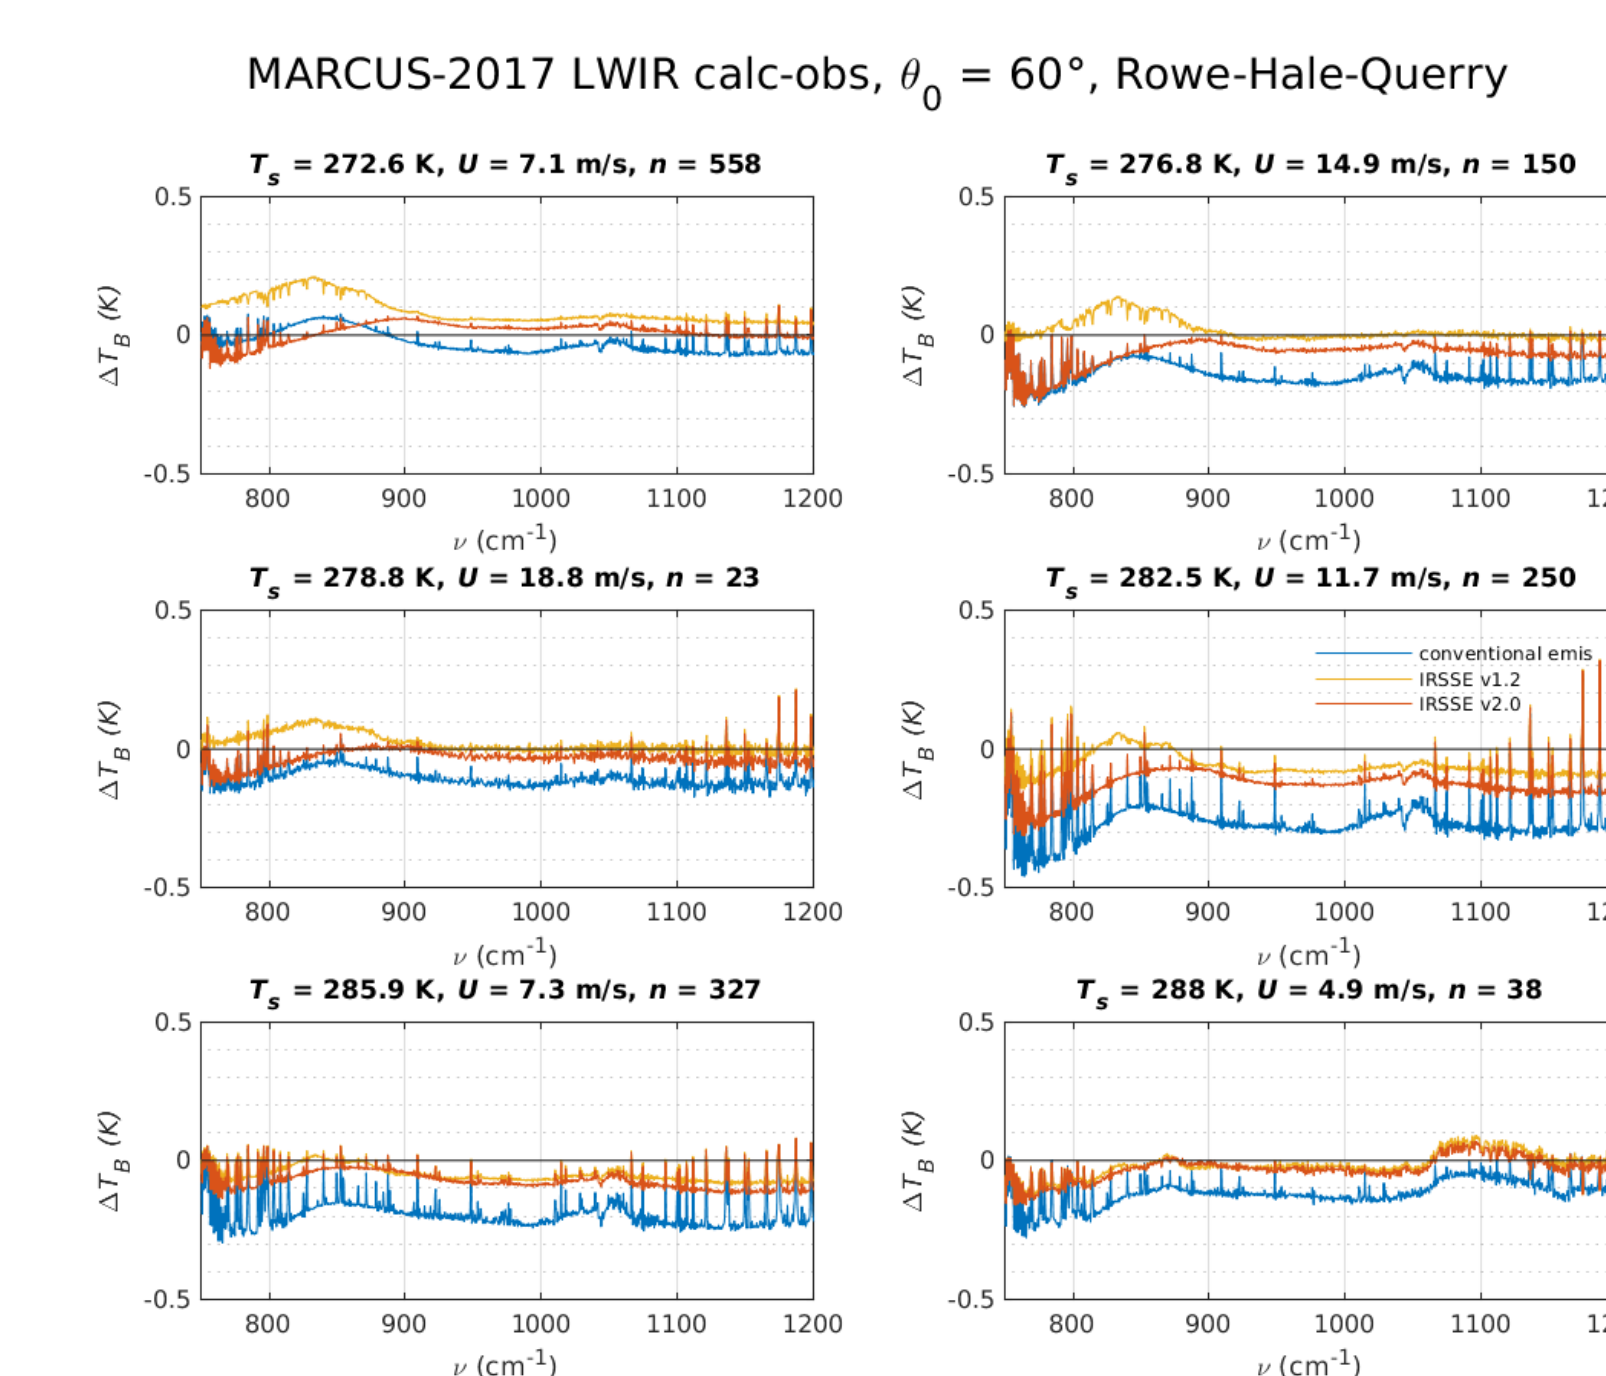 MARCUS-2017 LWIR calc-obs, θ0 = 60°, Rowe-Hale-Querry
Ts = 272.6 K, U = 7.1 m/s, n = 558
0.5
0
-0.5
ΔTB (K)
800 900 1000 1100 1200
ν (cm-1)
Ts = 276.8 K, U = 14.9 m/s, n = 150
0.5
0
-0.5
ΔTB (K)
800 900 1000 1100
ν (cm-1)
Ts = 278.8 K, U = 18.8 m/s, n = 23
0.5
0
-0.5
ΔTB (K)
800 900 1000 1100 1200
ν (cm-1)
Ts = 282.5 K, U = 11.7 m/s, n = 250
conventional emis
IRSSE v1.2
IRSSE v2.0
0.5
0
-0.5
ΔTB (K)
800 900 1000 1100
ν (cm-1)
Ts = 285.9 K, U = 7.3 m/s, n = 327
0.5
0
-0.5
ΔTB (K)
800 900 1000 1100 1200
ν (cm-1)
Ts = 288 K, U = 4.9 m/s, n = 38
0.5
0
-0.5
ΔTB (K)
800 900 1000 1100
ν (cm-1)